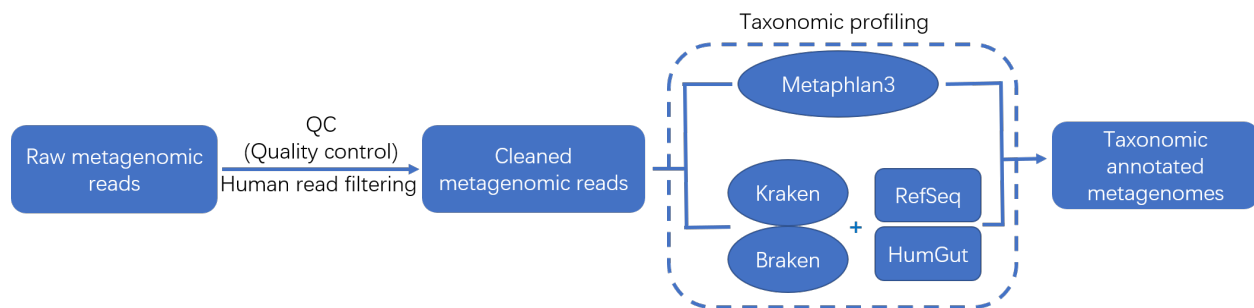 Taxonomic profiling
Raw metagenomic
reads
QC
(Quality control)
Human read filtering
Cleaned
metagenomic reads
Metaphlan3
Kraken
Braken
+
RefSeq
HumGut
Taxonomic
annotated
metagenomes